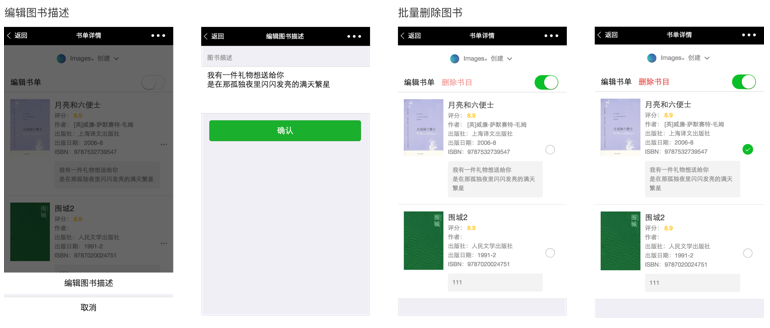 编辑图书描述
批量删除图书
返回
书单详情
Images。创建
编辑书单
月亮和六便士
评分： 8.9
作者： [英]威廉·萨默赛特·毛姆
出版社：上海译文出版社
出版日期：2006-8
ISBN：9787532739547
我有一件礼物想送给你
是在那孤独夜里闪闪发亮的满天
繁星
围城2
评分： 8.9
作者：
出版社：人民文学出版社
出版日期：1991-2
ISBN：9787020024751
编辑图书描述
取消
返回
编辑图书描述
图书描述
我有一件礼物想送给你
是在那孤独夜里闪闪发亮的满天繁星
确认
返回
书单详情
Images。创建
编辑书单 删除书目
月亮和六便士
评分： 8.9
作者： [英]威廉·萨默赛特·毛姆
出版社：上海译文出版社
出版日期：2006-8
ISBN：9787532739547
我有一件礼物想送给你
是在那孤独夜里闪闪发亮的满天
繁星
围城2
评分： 8.9
作者：
出版社：人民文学出版社
出版日期：1991-2
ISBN：9787020024751
111
返回
书单详情
Images。创建
编辑书单 删除书目
月亮和六便士
评分： 8.9
作者： [英]威廉·萨默赛特·毛姆
出版社：上海译文出版社
出版日期：2006-8
ISBN：9787532739547
我有一件礼物想送给你
是在那孤独夜里闪闪发亮的满天
繁星
围城2
评分： 8.9
作者：
出版社：人民文学出版社
出版日期：1991-2
ISBN：9787020024751
111